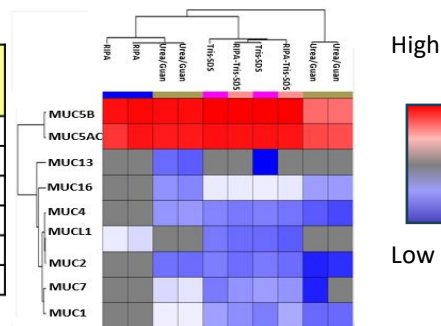 -RIPA
RIPA
Urea/Guan
Urea/Guan
-Tris-SDS
RIPA-Tris-SDS
Tris-SDS
RIPA-Tris-SDS
Urea/Guan
Urea/Guan
High
MUC5B
MUC5AC
MUC13
MUC16
MUC4
MUCL1
MUC2
MUC7
MUC1
Low